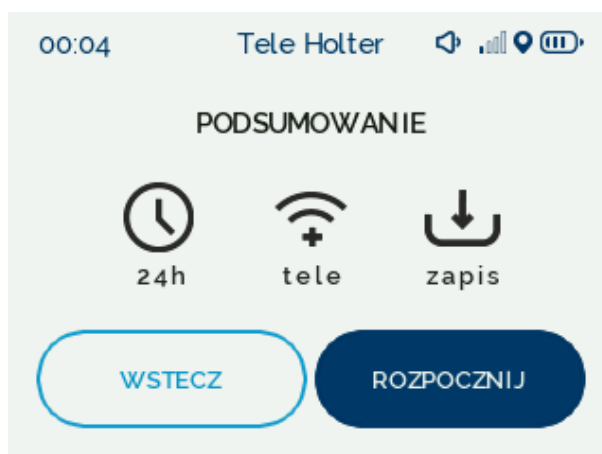 00:04 Tele Holter
PODSUMOWANIE
24h tele zapis
WSTECZ ROZPOCZNIJ